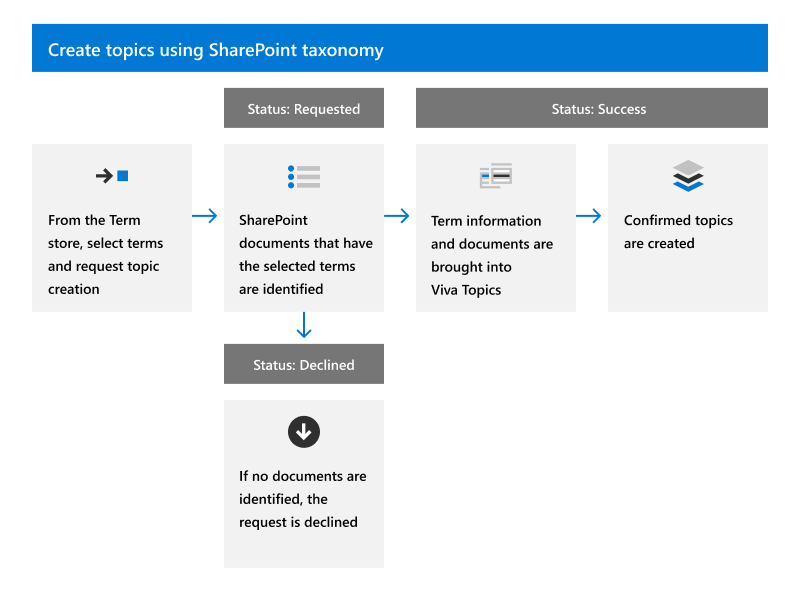 Create topics using SharePoint taxonomy
Status: Requested
Status: Success
From the Term
store, select terms
and request topic
creation
SharePoint
documents that have
the selected terms
are identified
Term information
and documents are
brought into
Viva Topics
Confirmed topics
are created
Status: Declined
If no documents are
identified, the
request is declined